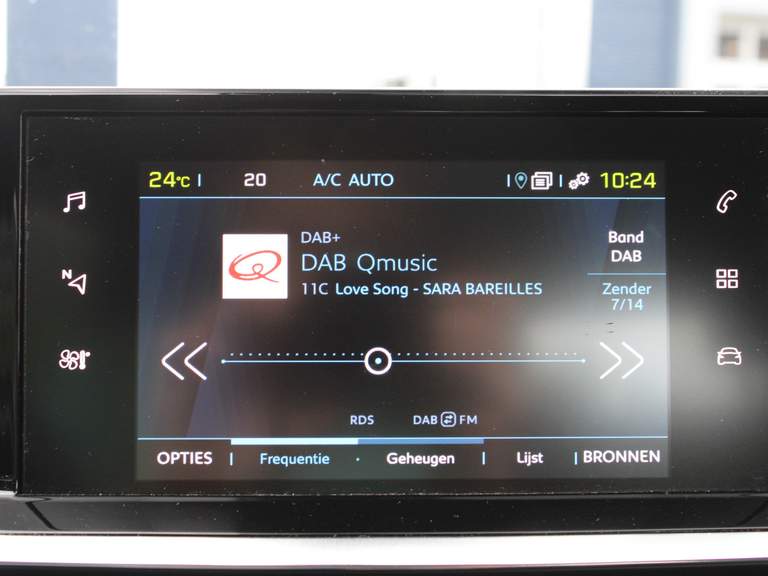 24°C 20 A/C AUTO 10:24
DAB+
DAB Qmusic
11C Love Song - SARA BAREILLES
Band
DAB
Zender
7/14
N
RDS DAB FM
OPTIES Frequentie · Geheugen Lijst BRONNEN